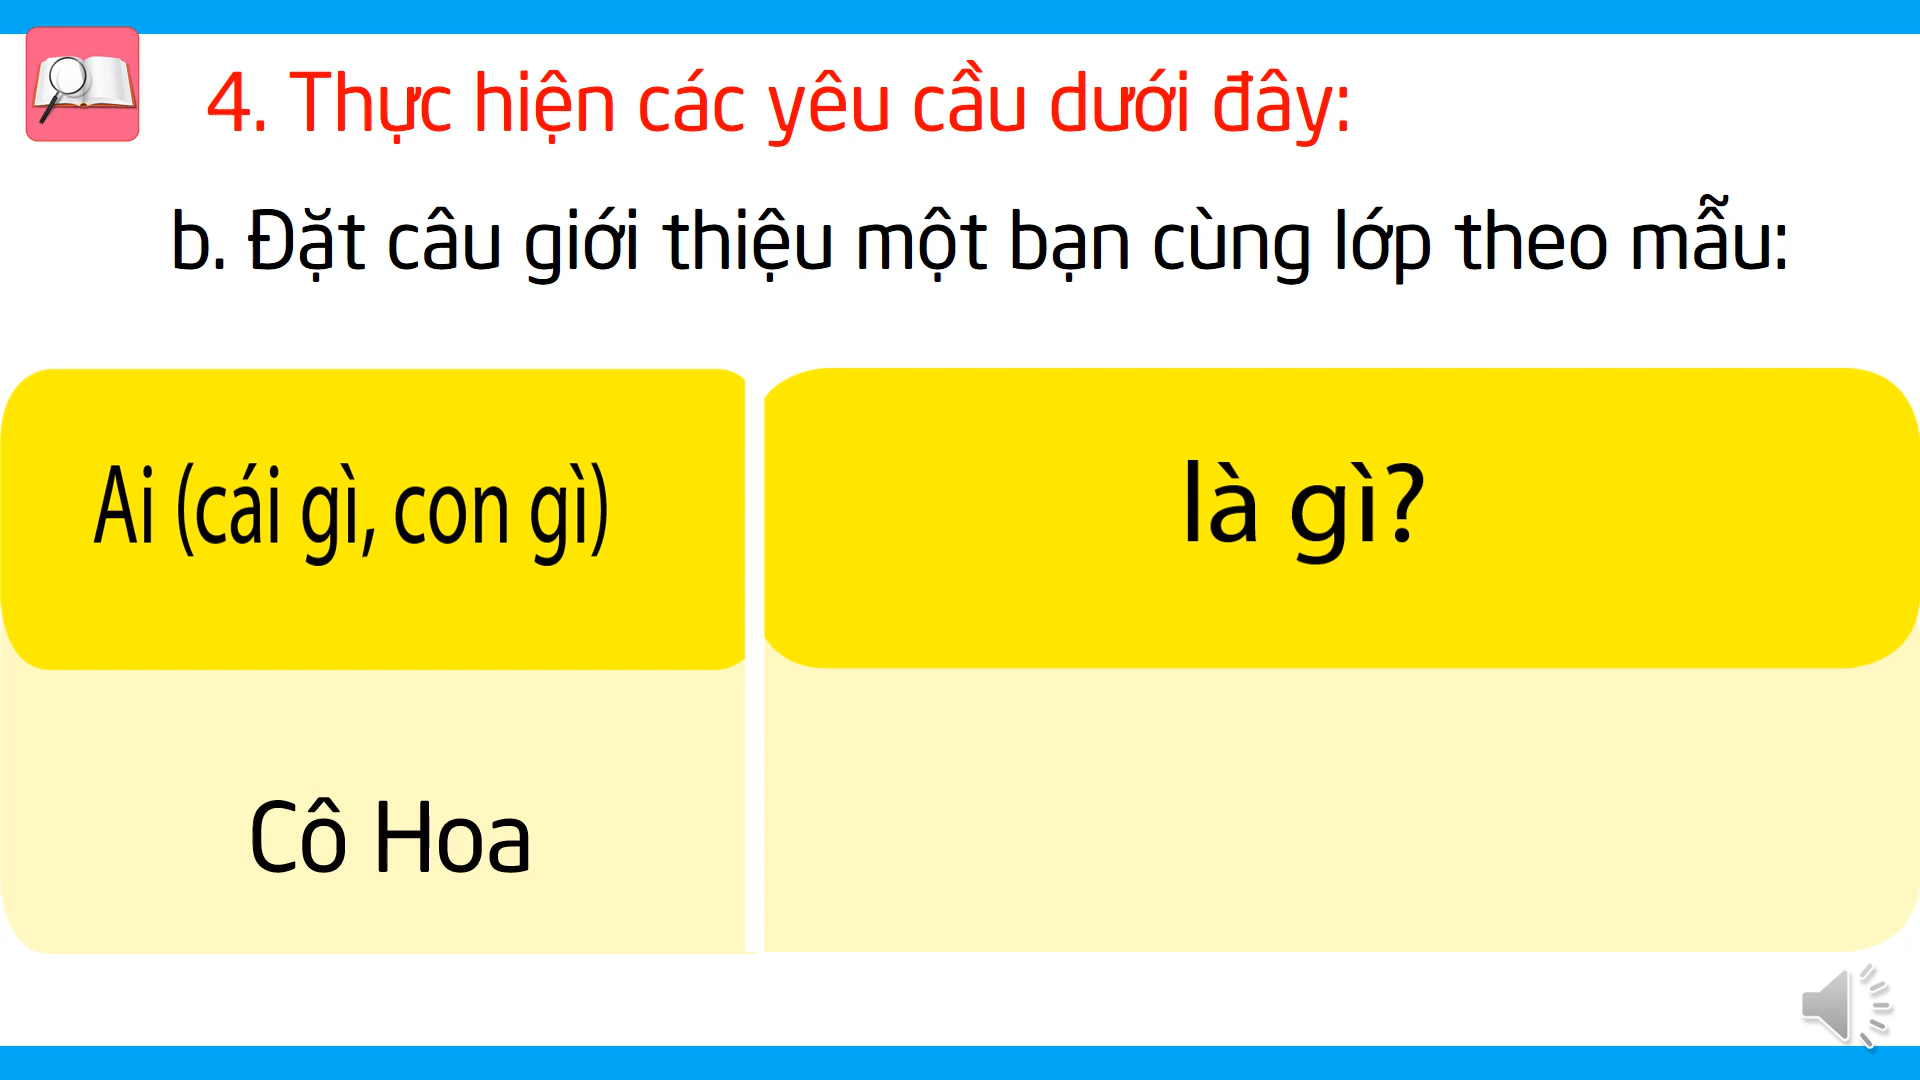 4. Thực hiện các yêu cầu dưới đây:
b. Đặt câu giới thiệu một bạn cùng lớp theo mẫu:
Ai (cái gì, con gì)
là gì?
Cô Hoa